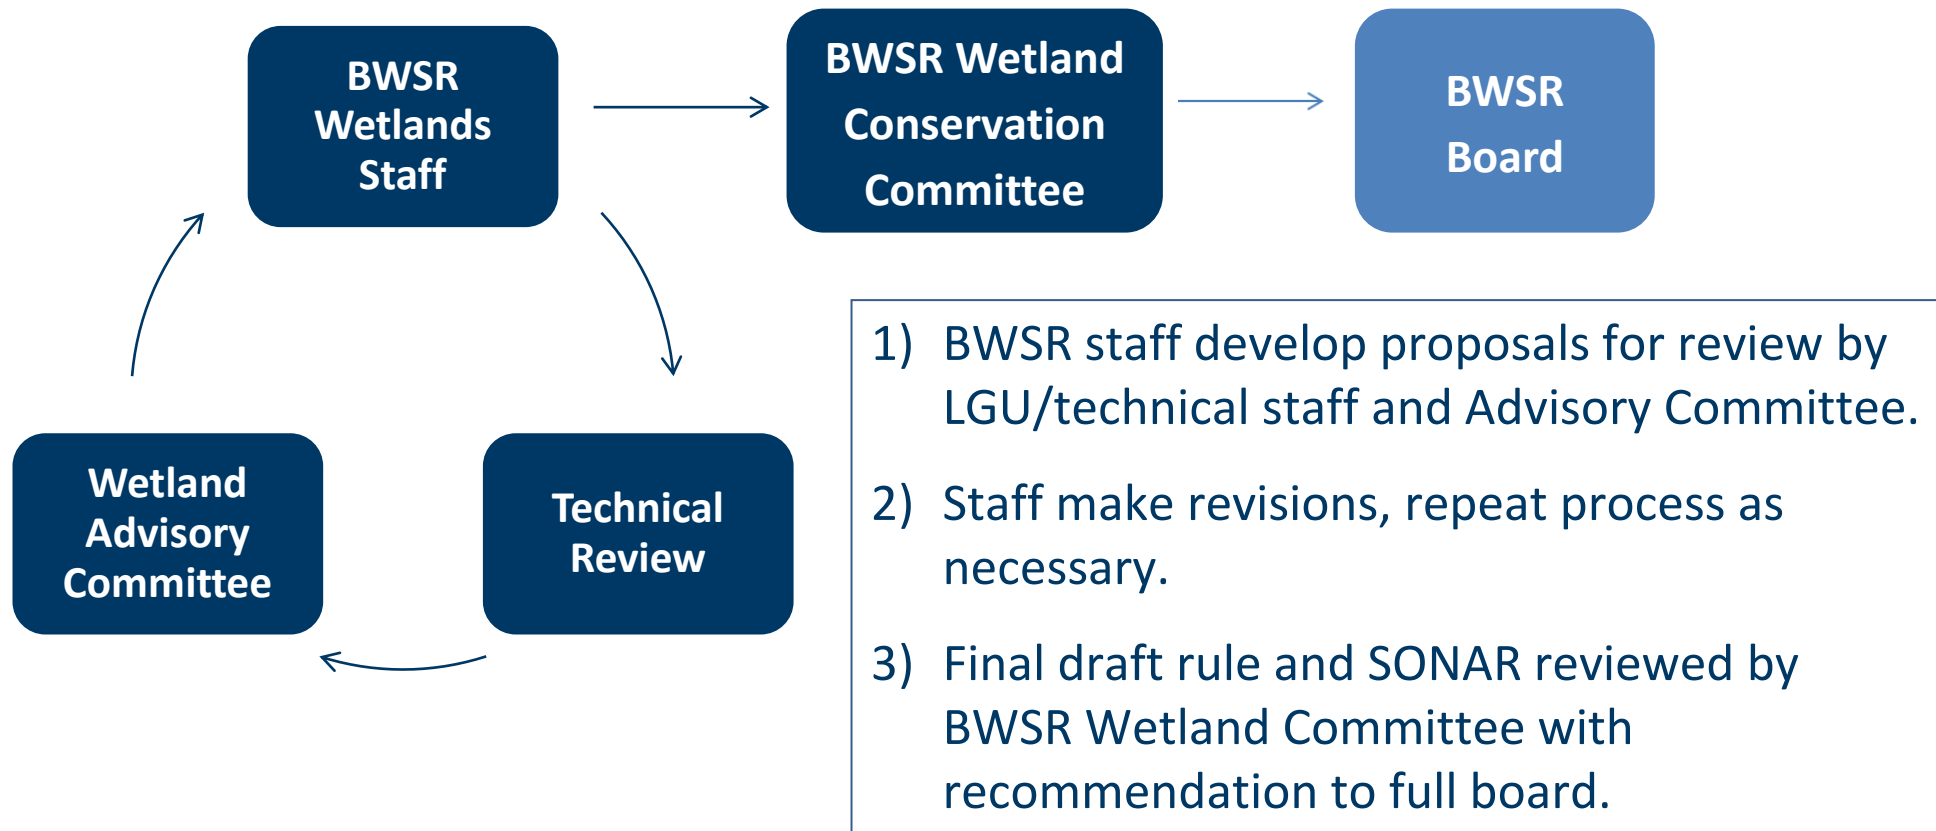 BWSR
Wetlands
Staff
BWSR Wetland
Conservation
Committee
BWSR
Board
Wetland
Advisory
Committee
Technical
Review
1) BWSR staff develop proposals for review by
LGU/technical staff and Advisory Committee.
2) Staff make revisions, repeat process as
necessary.
3) Final draft rule and SONAR reviewed by
BWSR Wetland Committee with
recommendation to full board.